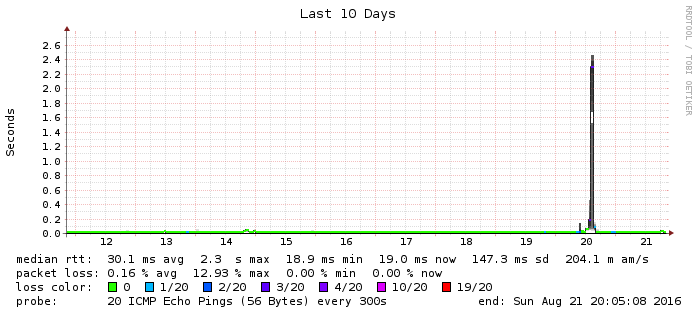 Last 10 Days
RRDTOOL / TOBI OETIKER
Seconds
2.6
2.4
2.2
2.0
1.8
1.6
1.4
1.2
1.0
0.8
0.6
0.4
0.2
0.0
12 13 14 15 16 17 18 19 20 21
median rtt: 30.1 ms avg 2.3 s max 18.9 ms min 19.0 ms now 147.3 ms sd 204.1 m am/s
packet loss: 0.16 % avg 12.93 % max 0.00 % min 0.00 % now
loss color: 0 1/20 2/20 3/20 4/20 10/20 19/20
probe: 20 ICMP Echo Pings (56 Bytes) every 300s end: Sun Aug 21 20:05:08 2016